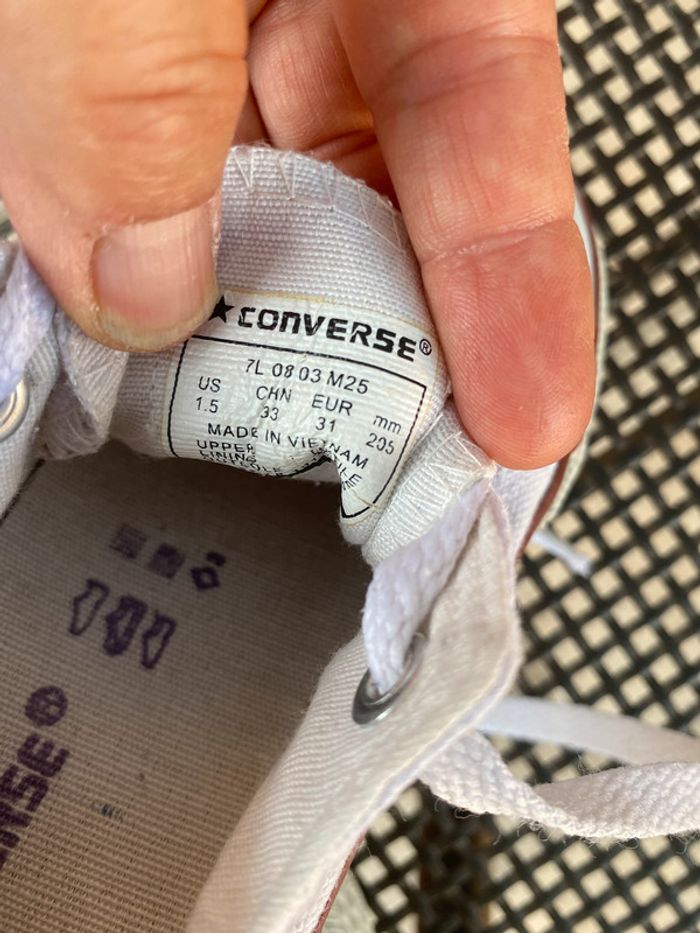 ★CONVERSE®
7L 08 03 M25
US CHN EUR mm
1.5 33 31 205
MADE IN VIETNAM
UPPER
LINING